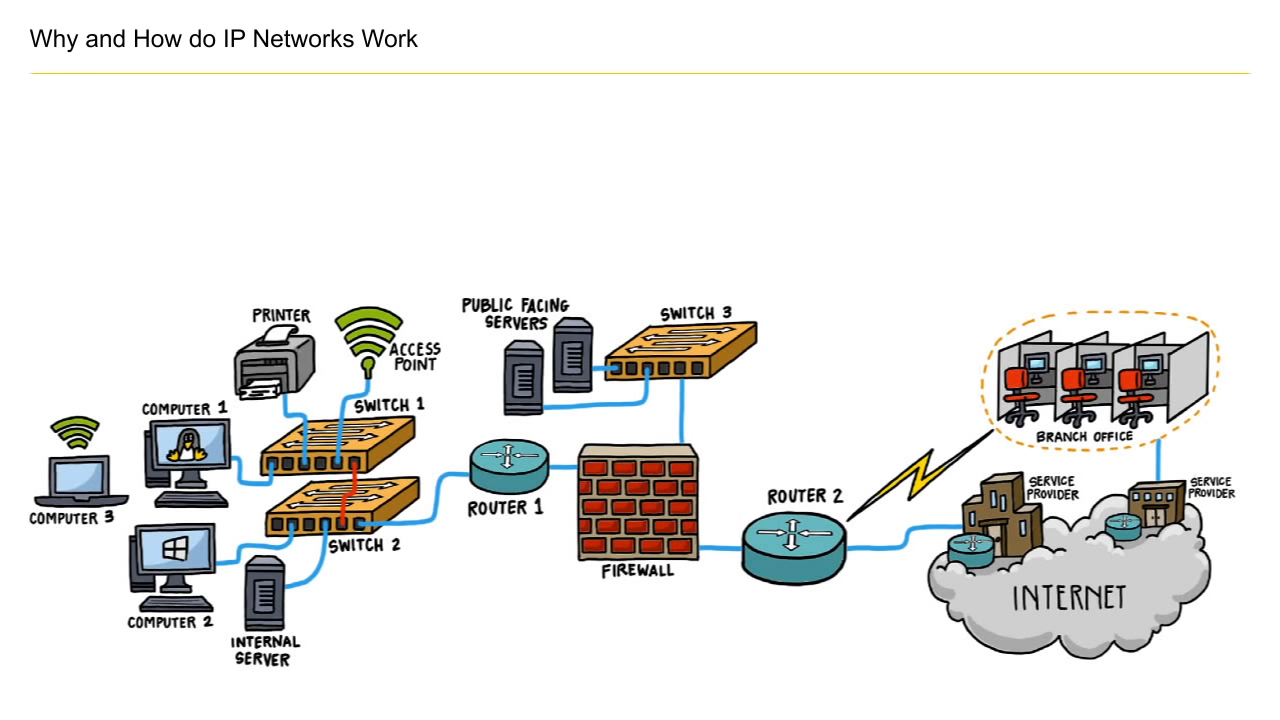 Why and How do IP Networks Work
PUBLIC FACING
SERVERS
SWITCH 3
PRINTER
ACCESS
POINT
COMPUTER 1
SWITCH 1
COMPUTER 3
SWITCH 2
COMPUTER 2
INTERNAL
SERVER
ROUTER 1
FIREWALL
ROUTER 2
BRANCH OFFICE
SERVICE
PROVIDER
SERVICE
PROVIDER
INTERNET